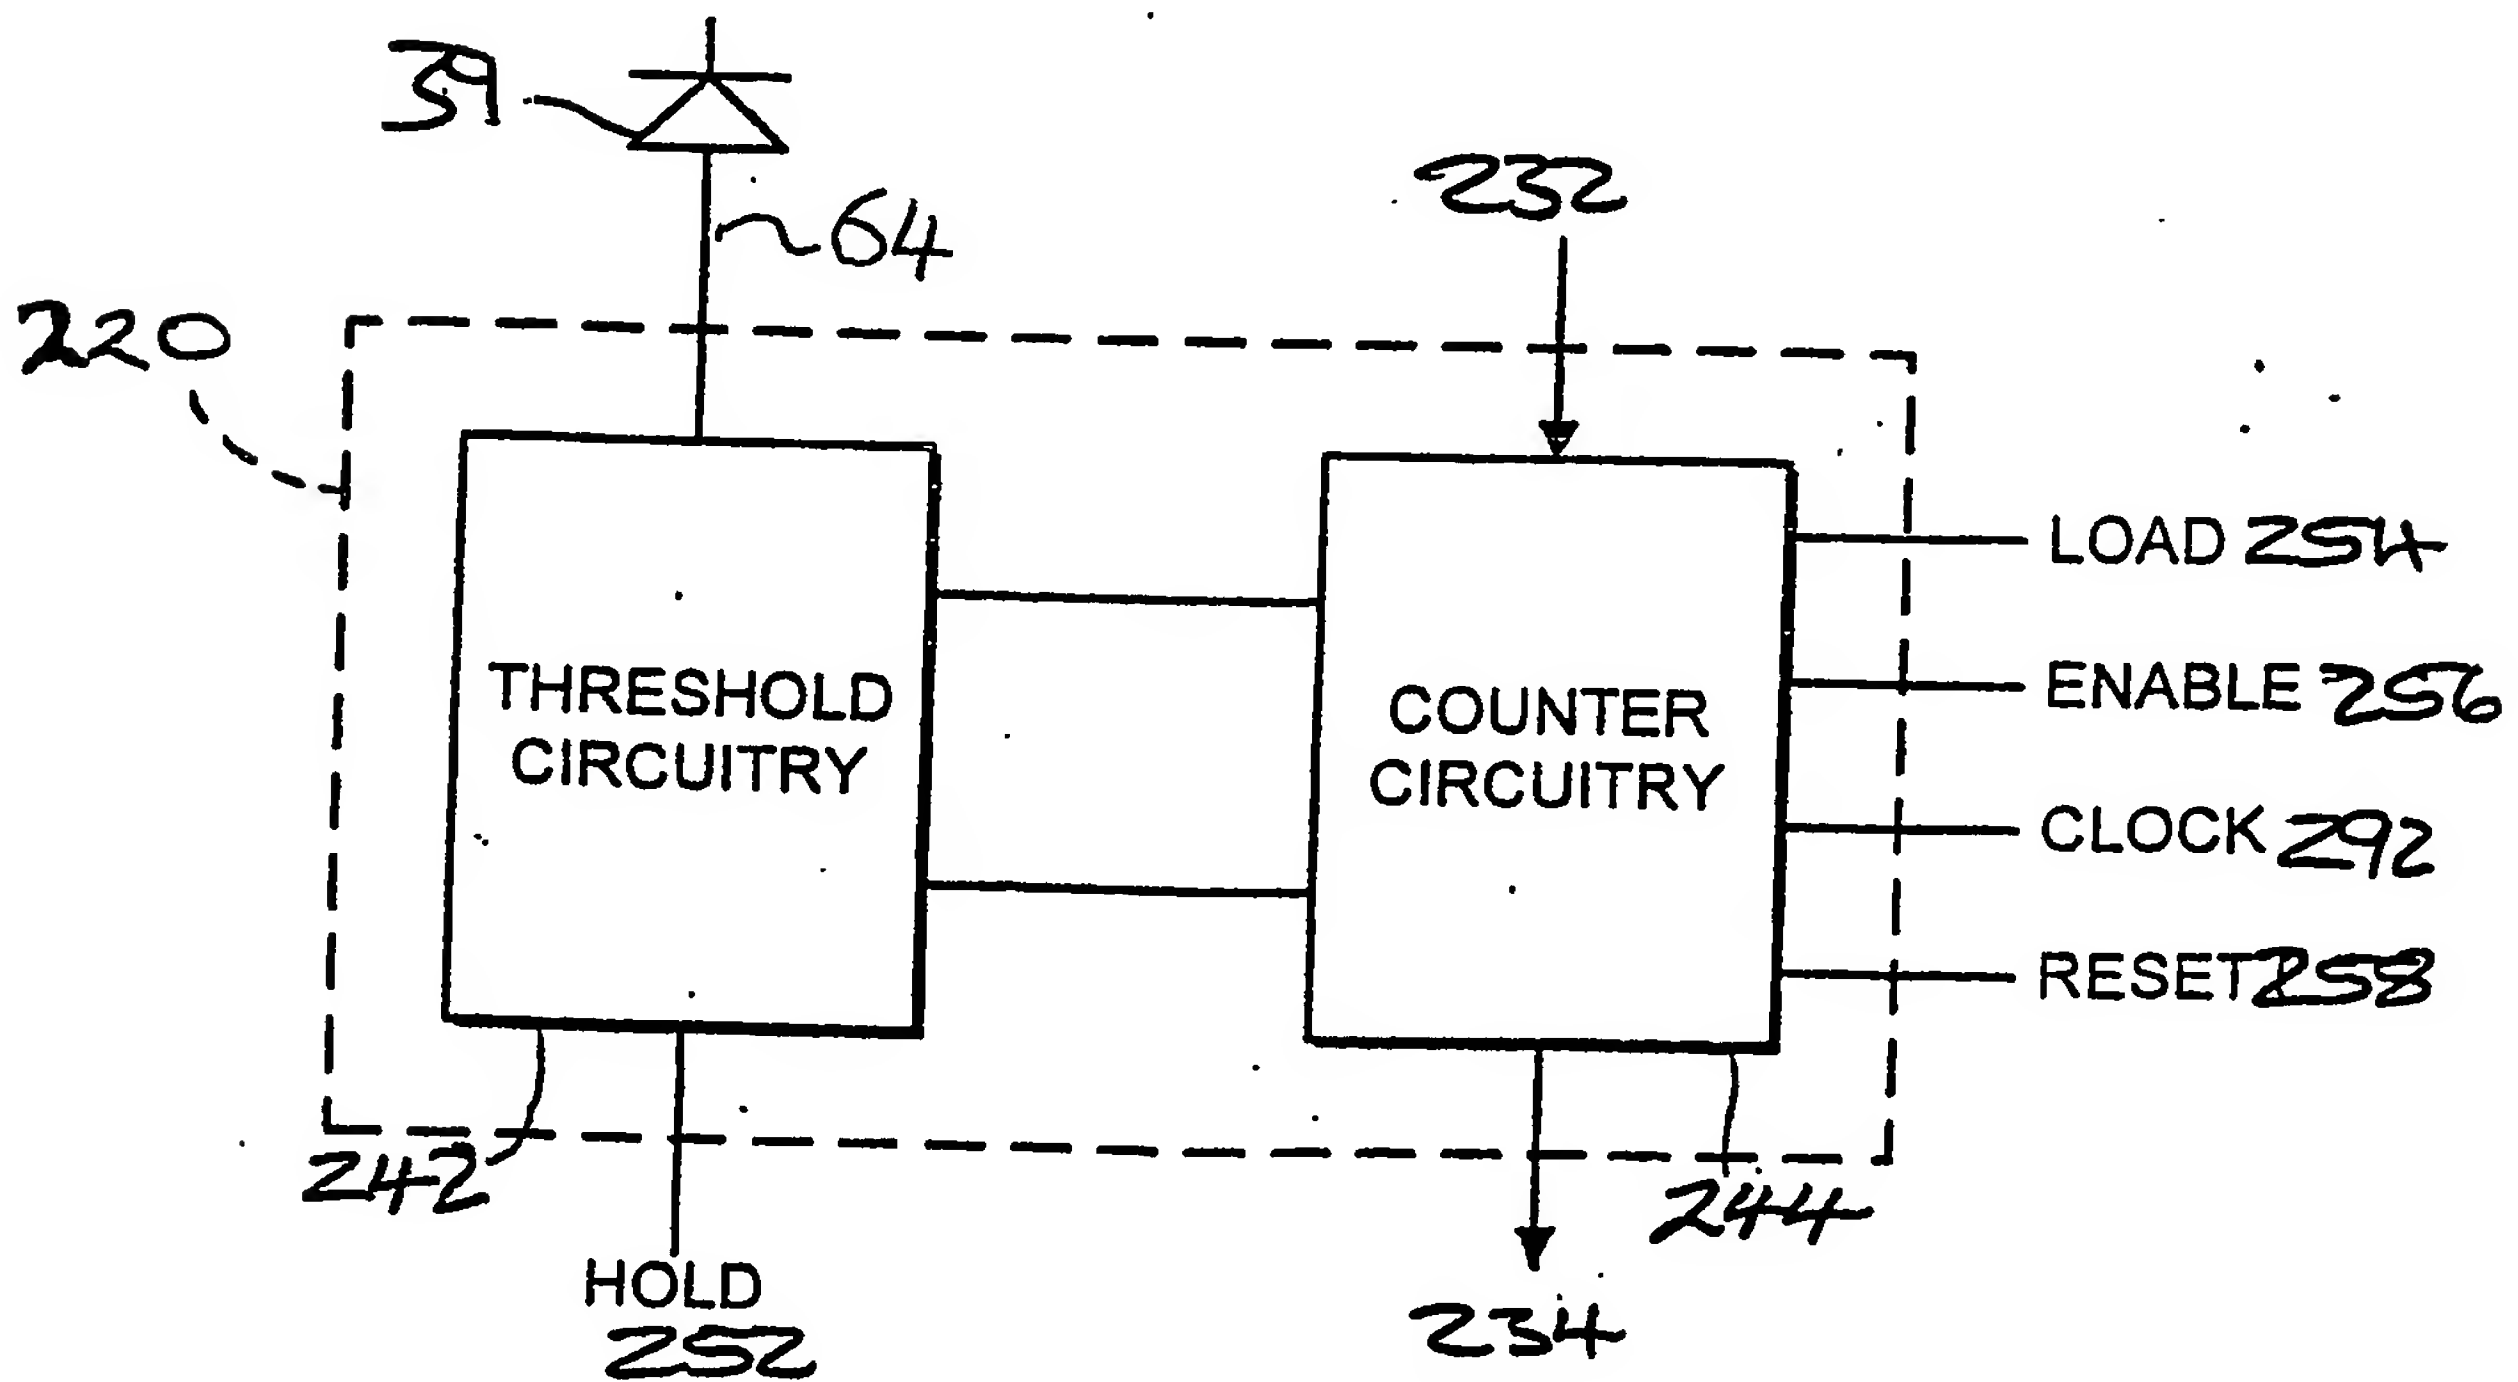 39
64
232
220
LOAD 254
ENABLE 256
THRESHOLD
CIRCUITRY
COUNTER
CIRCUITRY
CLOCK 292
RESET 258
242
244
HOLD
252
234